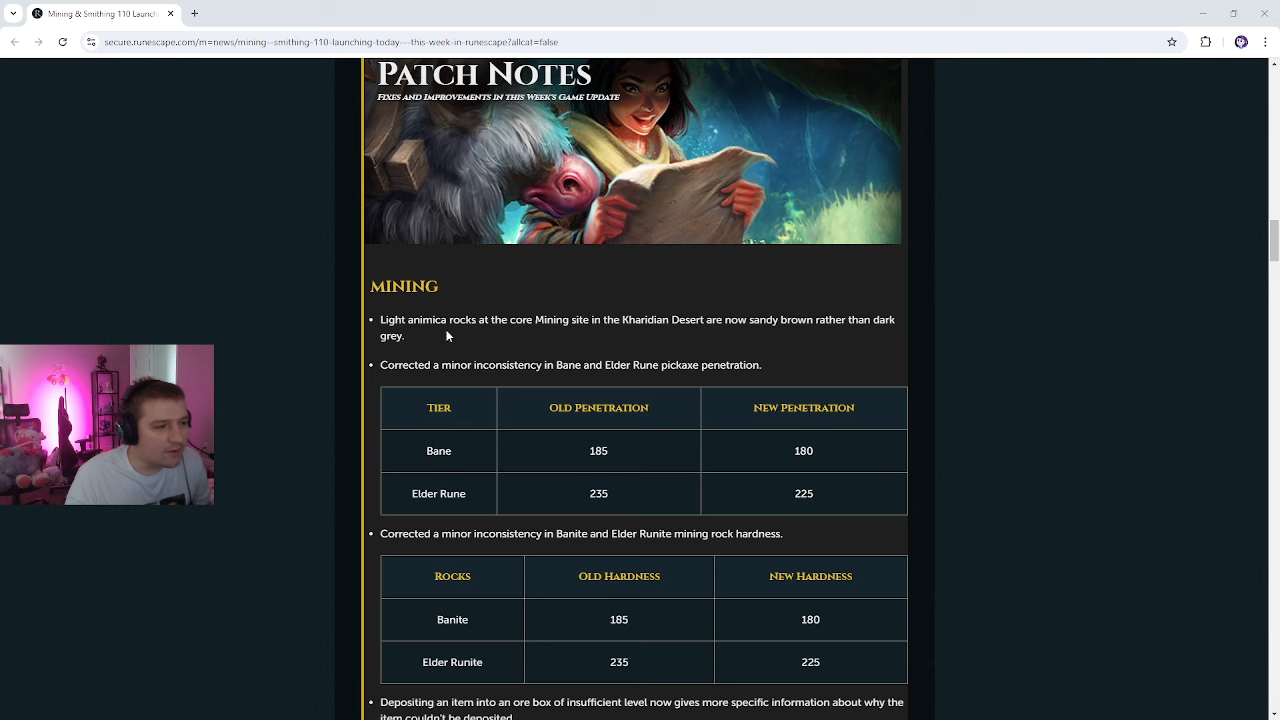 Mining & Smithing 110 Launch
secure.runescape.com/m=news/mining--smithing-110-launching-today---this-week-in-runescape?allcat=false
PATCH NOTES
FIXES AND IMPROVEMENTS IN THIS WEEK'S GAME UPDATE
MINING
• Light animica rocks at the core Mining site in the Kharidian Desert are now sandy brown rather than dark
grey.
• Corrected a minor inconsistency in Bane and Elder Rune pickaxe penetration.
TIER OLD PENETRATION NEW PENETRATION
Bane 185 180
Elder Rune 235 225
• Corrected a minor inconsistency in Banite and Elder Runite mining rock hardness.
ROCKS OLD HARDNESS NEW HARDNESS
Banite 185 180
Elder Runite 235 225
• Depositing an item into an ore box of insufficient level now gives more specific information about why the
item couldn't be deposited.